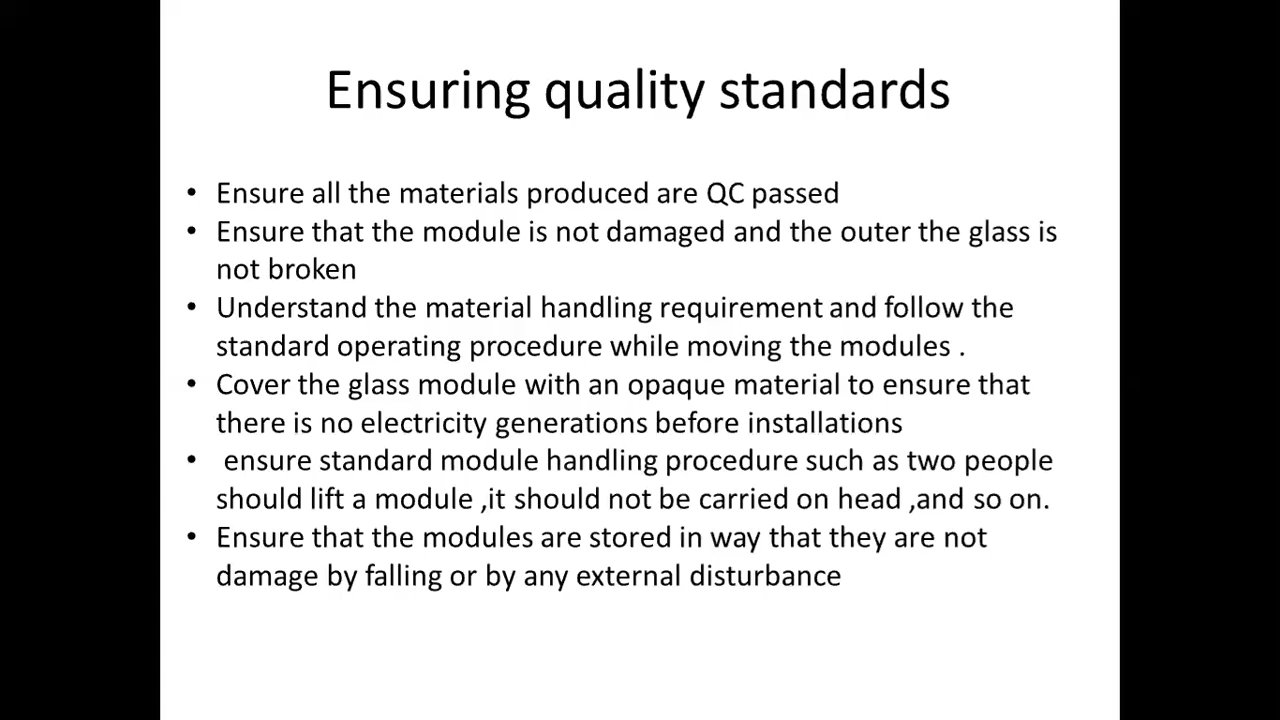 Ensuring quality standards
• Ensure all the materials produced are QC passed
• Ensure that the module is not damaged and the outer the glass is
not broken
• Understand the material handling requirement and follow the
standard operating procedure while moving the modules .
• Cover the glass module with an opaque material to ensure that
there is no electricity generations before installations
• ensure standard module handling procedure such as two people
should lift a module ,it should not be carried on head ,and so on.
• Ensure that the modules are stored in way that they are not
damage by falling or by any external disturbance